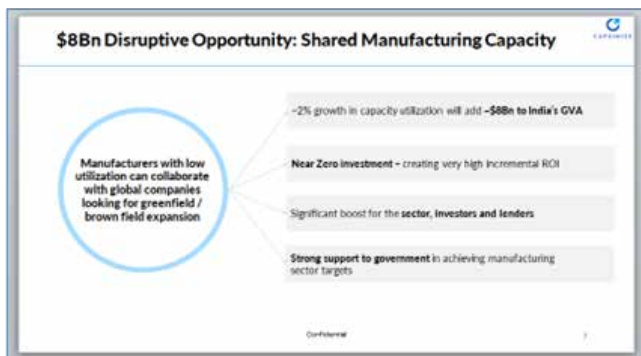 $8Bn Disruptive Opportunity: Shared Manufacturing Capacity
Manufacturers with low
utilization can collaborate
with global companies
looking for greenfield /
brown field expansion
~2% growth in capacity utilization will add ~$8Bn to India's GVA
Near Zero investment – creating very high incremental ROI
Significant boost for the sector, investors and lenders
Strong support to government in achieving manufacturing
sector targets
Confidential